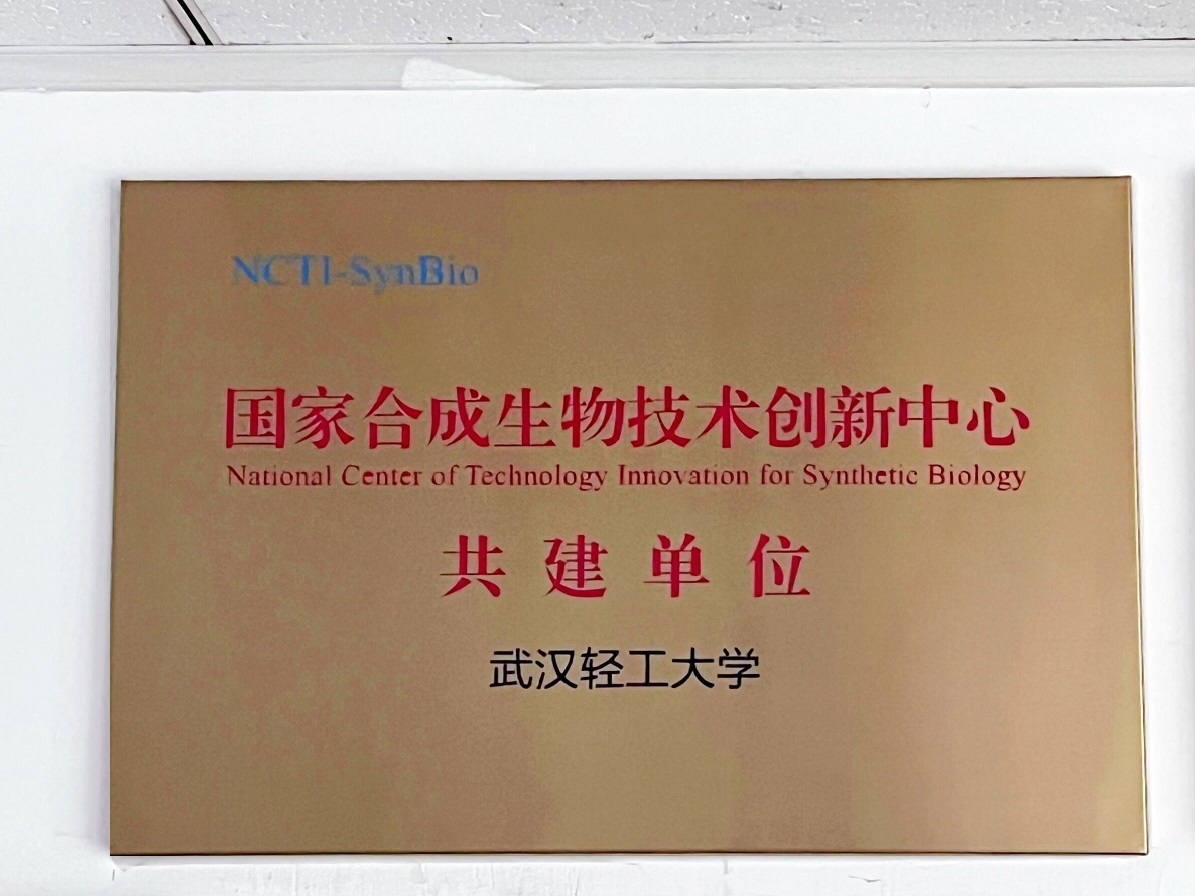 NCTI-SynBio
国家合成生物技术创新中心
National Center of Technology Innovation for Synthetic Biology
共建单位
武汉轻工大学